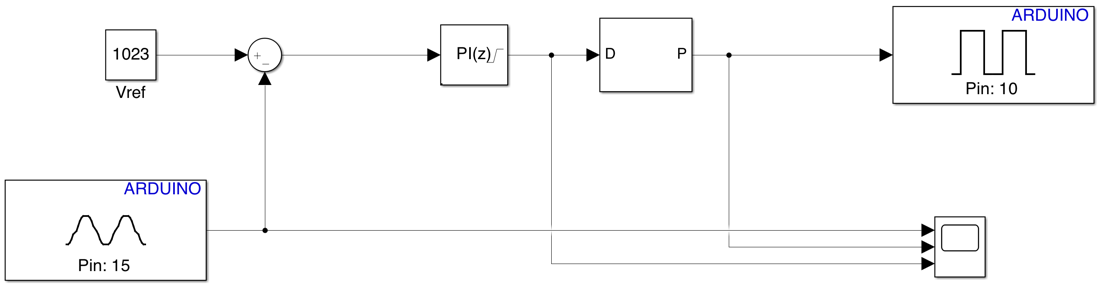 ARDUINO
1023
+
−
PI(z)
D
P
Pin: 10
Vref
ARDUINO
Pin: 15